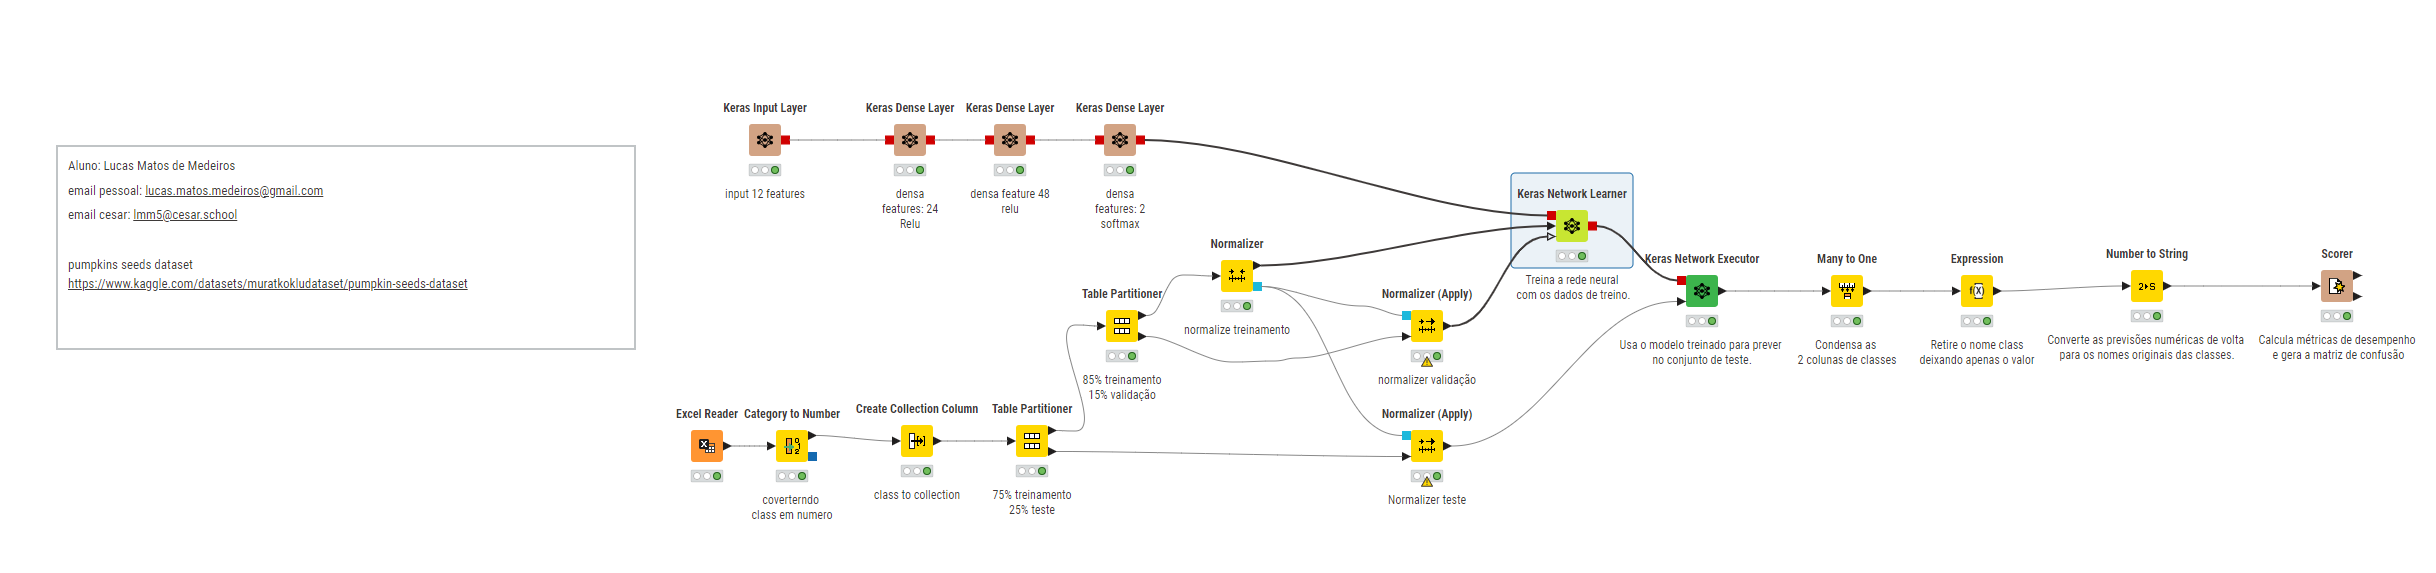 Aluno: Lucas Matos de Medeiros
email pessoal: lucas.matos.medeiros@gmail.com
email cesar: lmm5@cesar.school
pumpkins seeds dataset
https://www.kaggle.com/datasets/muratkokludataset/pumpkin-seeds-dataset
Keras Input Layer
input 12 features
Keras Dense Layer
densa
features: 24
Relu
Keras Dense Layer
densa feature 48
relu
Keras Dense Layer
densa
features: 2
softmax
Keras Network Learner
Treina a rede neural
com os dados de treino.
Normalizer
normalize treinamento
Table Partitioner
85% treinamento
15% validação
Normalizer (Apply)
normalizer validação
Excel Reader
Category to Number
coverterndo
class em numero
Create Collection Column
class to collection
Table Partitioner
75% treinamento
25% teste
Normalizer (Apply)
Normalizer teste
Keras Network Executor
Usa o modelo treinado para prever
no conjunto de teste.
Many to One
Condensa as
2 colunas de classes
Expression
f(X)
Retire o nome class
deixando apenas o valor
Number to String
2▸S
Converte as previsões numéricas de volta
para os nomes originais das classes.
Scorer
Calcula métricas de desempenho
e gera a matriz de confusão